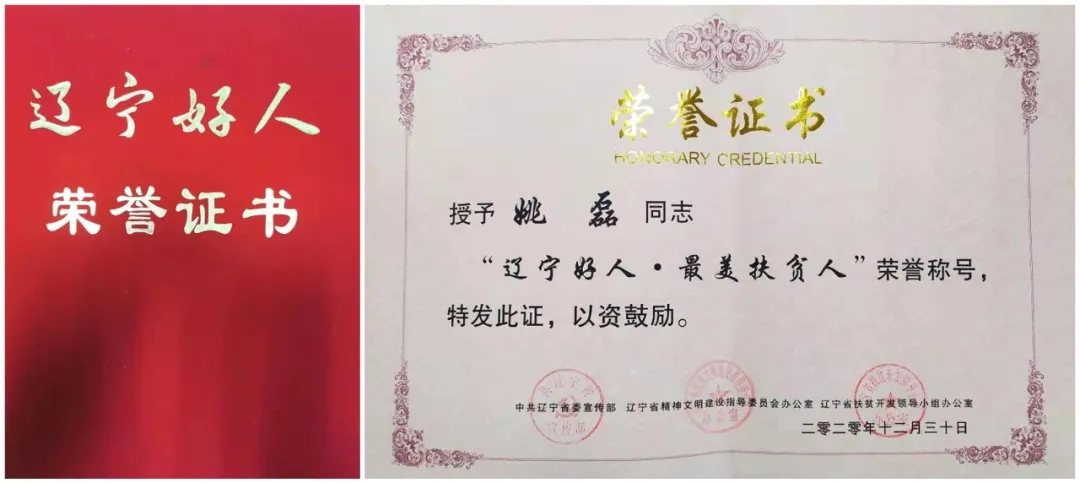 辽宁好人
荣誉证书
荣誉证书
HONORARY CREDENTIAL
授予 姚 磊 同志
“辽宁好人·最美扶贫人”荣誉称号，
特发此证，以资鼓励。
中共辽宁省委宣传部 辽宁省精神文明建设指导委员会办公室 辽宁省扶贫开发领导小组办公室
二零二零年十二月三十日